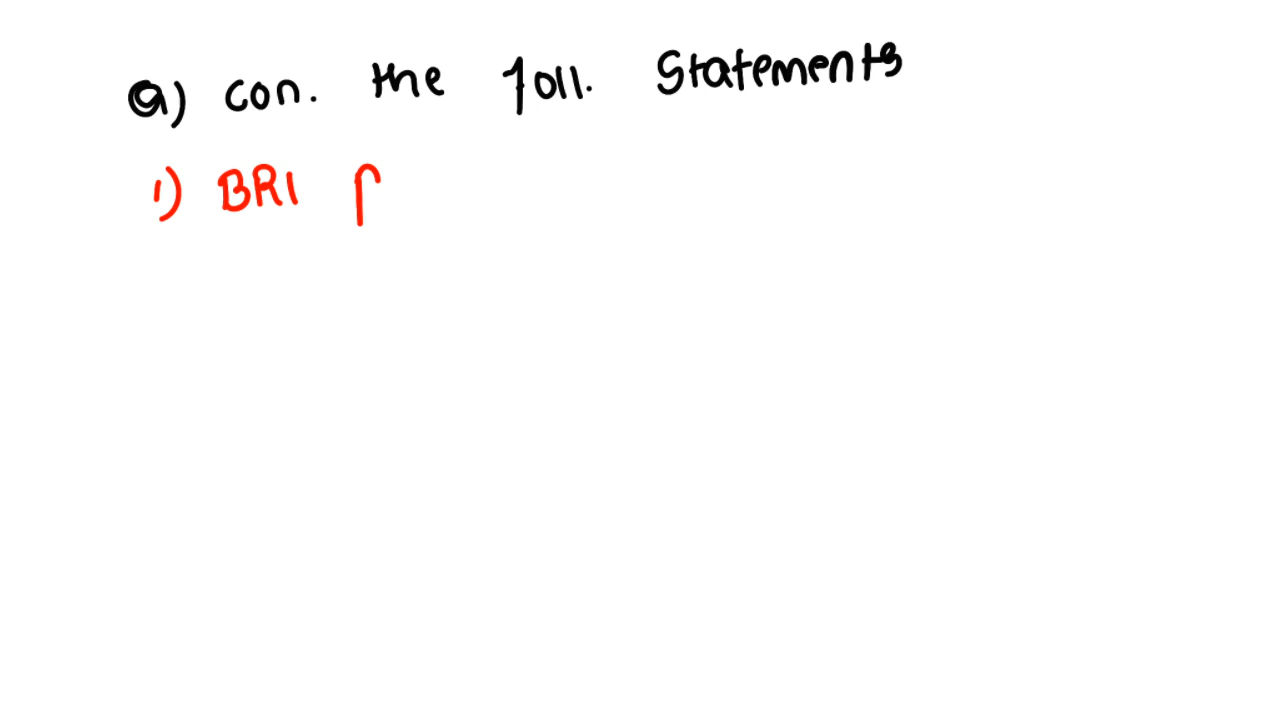 Q) con. the foll. Statements
1) BRI